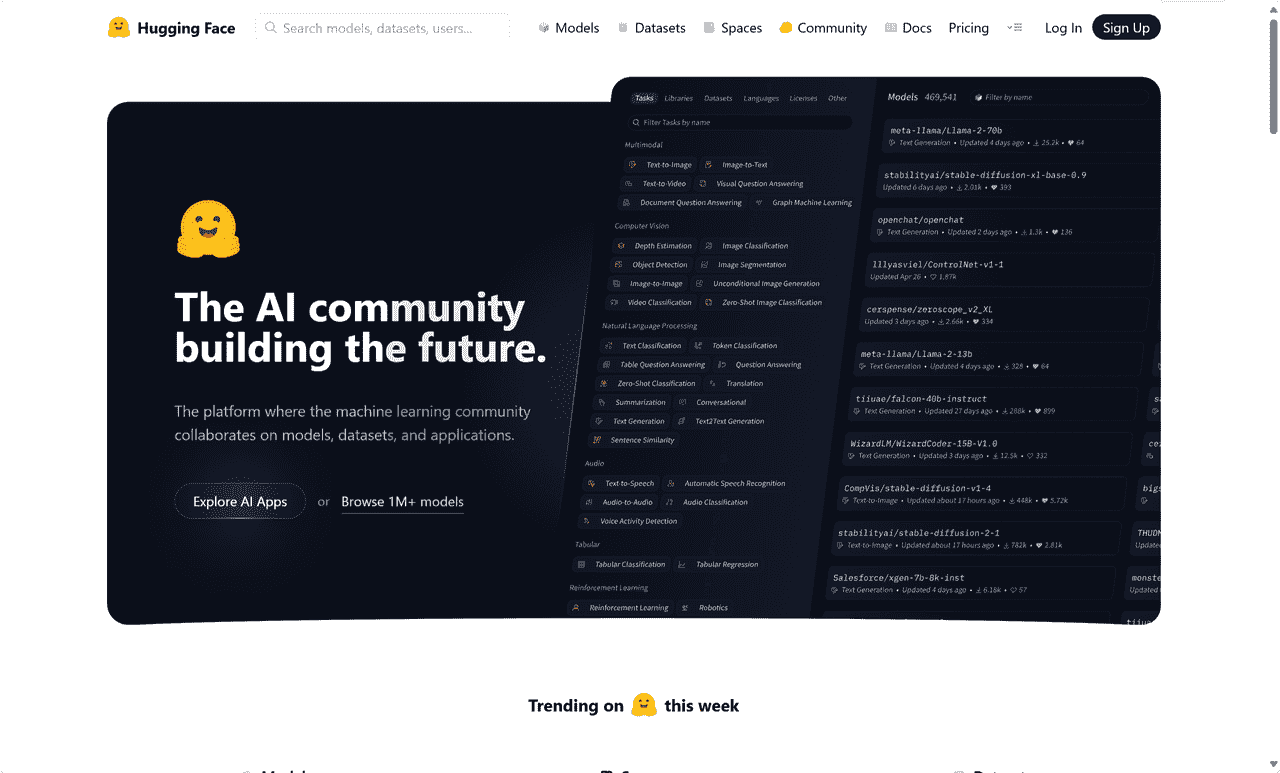 Hugging Face
Search models, datasets, users...
Models
Datasets
Spaces
Community
Docs
Pricing
Log In
Sign Up
The AI community
building the future.
The platform where the machine learning community
collaborates on models, datasets, and applications.
Explore AI Apps or Browse 1M+ models
Tasks Libraries Datasets Languages Licenses Other
Filter Tasks by name
Multimodal
Text-to-Image Image-to-Text
Text-to-Video Visual Question Answering
Document Question Answering Graph Machine Learning
Computer Vision
Depth Estimation Image Classification
Object Detection Image Segmentation
Image-to-Image Unconditional Image Generation
Video Classification Zero-Shot Image Classification
Natural Language Processing
Text Classification Token Classification
Table Question Answering Question Answering
Zero-Shot Classification Translation
Summarization Conversational
Text Generation Text2Text Generation
Sentence Similarity
Audio
Text-to-Speech Automatic Speech Recognition
Audio-to-Audio Audio Classification
Voice Activity Detection
Tabular
Tabular Classification Tabular Regression
Reinforcement Learning
Reinforcement Learning Robotics
Models 469,541 Filter by name
meta-llama/Llama-2-70b
Text Generation • Updated 4 days ago • 25.2k • 64
stabilityai/stable-diffusion-xl-base-0.9
Updated 6 days ago • 2.01k • 393
openchat/openchat
Text Generation • Updated 2 days ago • 1.3k • 136
lllyasviel/ControlNet-v1-1
Updated Apr 26 • 1.87k
cerspense/zeroscope_v2_XL
Updated 3 days ago • 2.66k • 334
meta-llama/Llama-2-13b
Text Generation • Updated 4 days ago • 328 • 64
tiiuae/falcon-40b-instruct
Text Generation • Updated 27 days ago • 288k • 899
WizardLM/WizardCoder-15B-V1.0
Text Generation • Updated 3 days ago • 12.5k • 332
CompVis/stable-diffusion-v1-4
Text-to-Image • Updated about 17 hours ago • 448k • 5.72k
stabilityai/stable-diffusion-2-1
Text-to-Image • Updated about 17 hours ago • 782k • 2.81k
Salesforce/xgen-7b-8k-inst
Text Generation • Updated 4 days ago • 6.18k • 57
Trending on this week